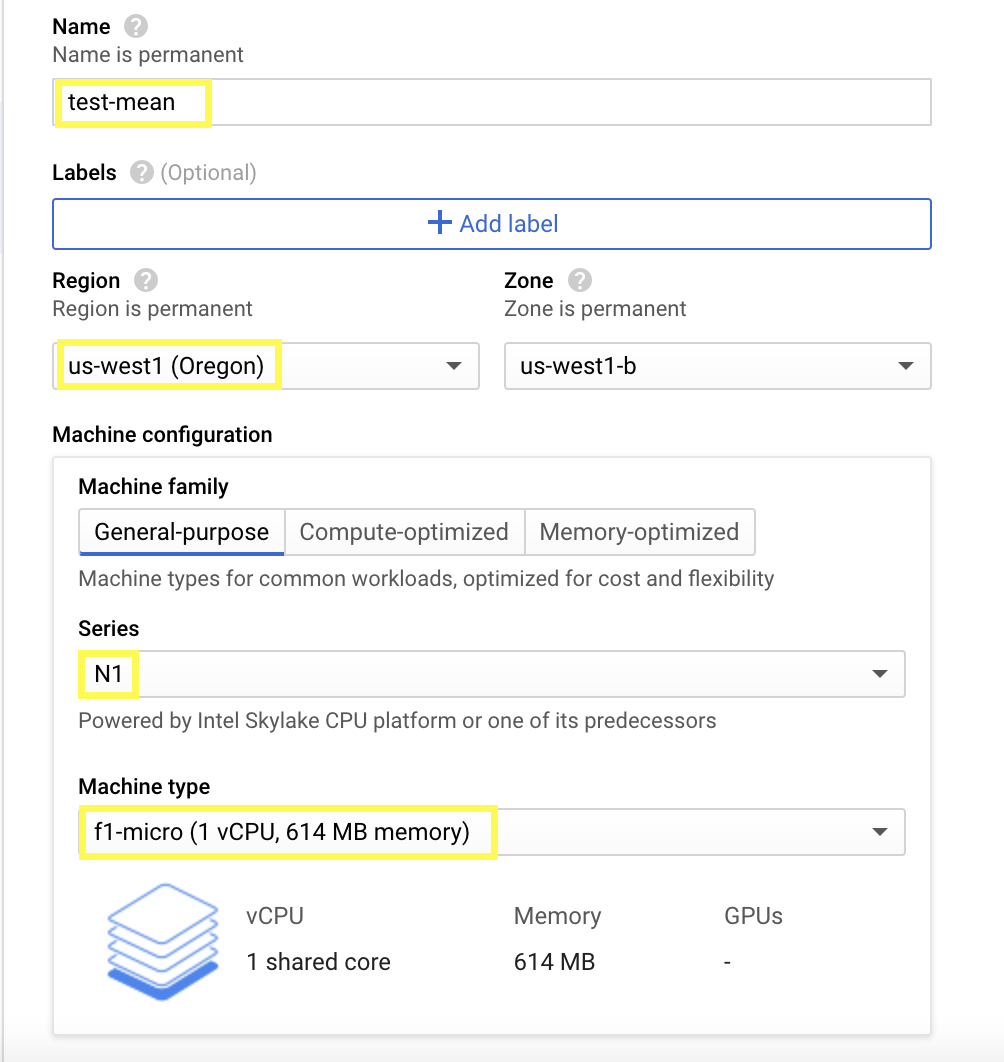 Name ?
Name is permanent
test-mean
Labels ? (Optional)
+ Add label
Region ?
Region is permanent
us-west1 (Oregon)
Zone ?
Zone is permanent
us-west1-b
Machine configuration
Machine family
General-purpose Compute-optimized Memory-optimized
Machine types for common workloads, optimized for cost and flexibility
Series
N1
Powered by Intel Skylake CPU platform or one of its predecessors
Machine type
f1-micro (1 vCPU, 614 MB memory)
vCPU Memory GPUs
1 shared core 614 MB -